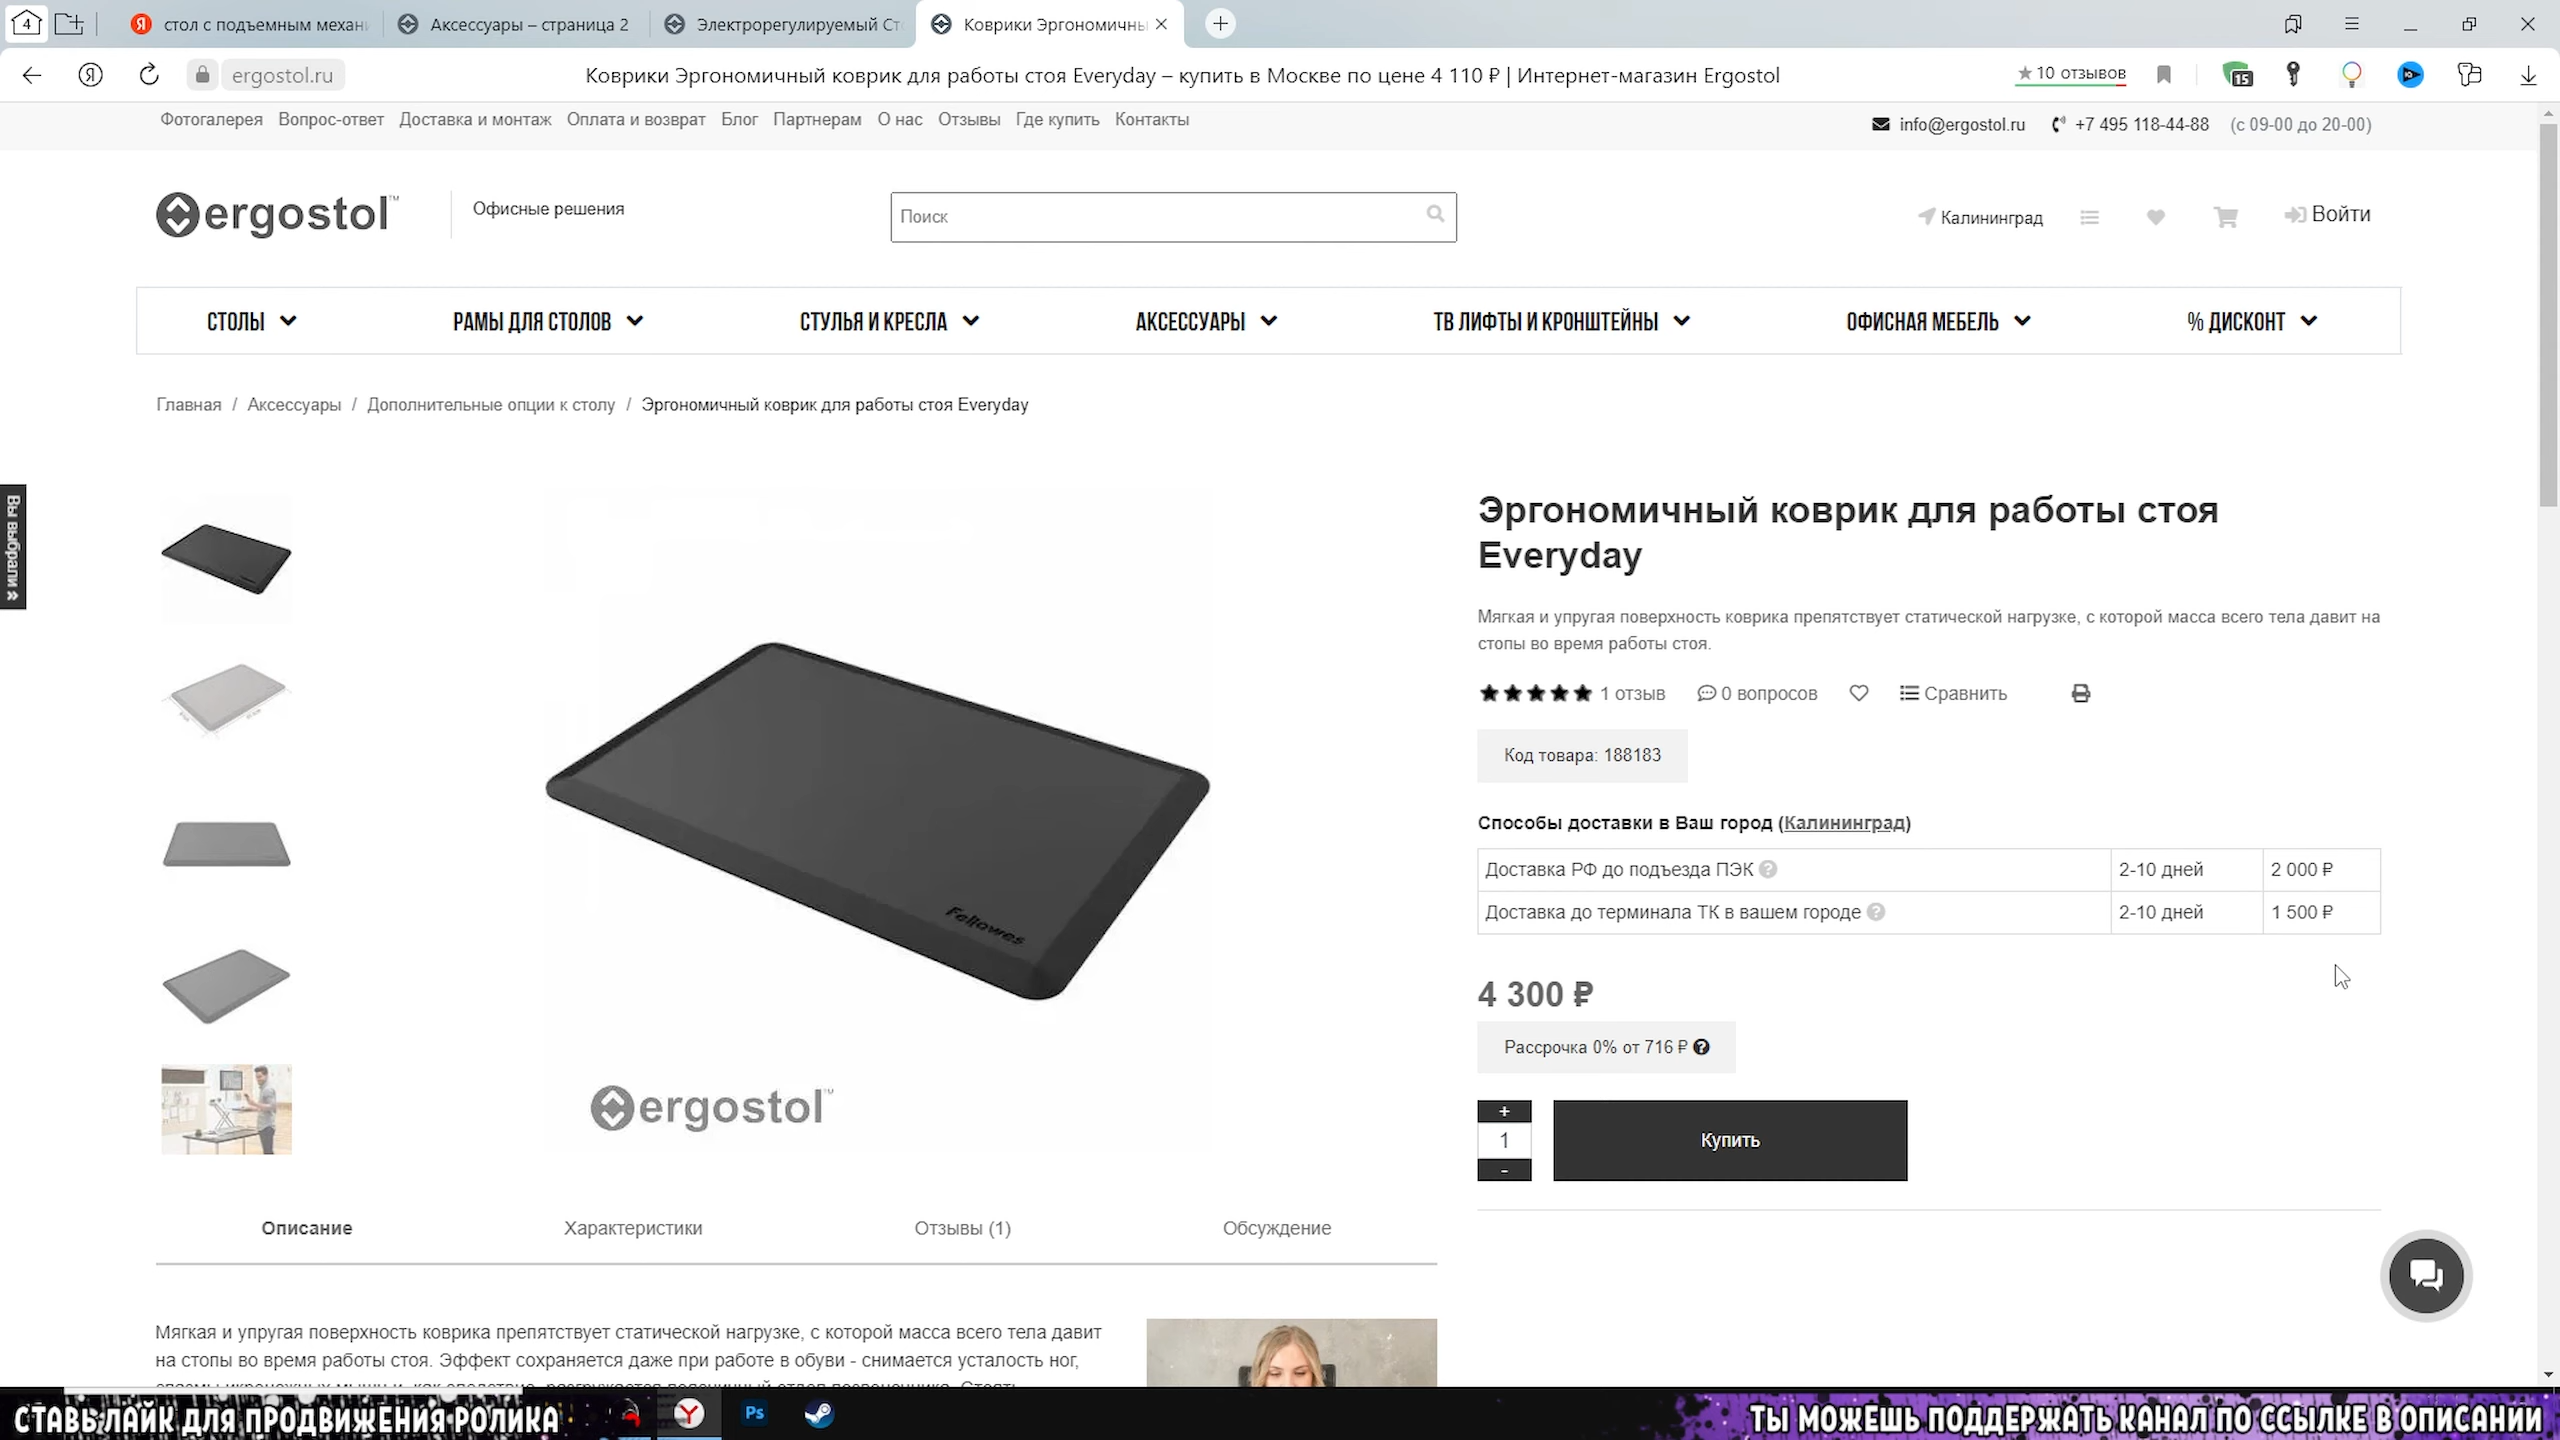 4
стол с подъемным механи
Аксессуары – страница 2
Электрорегулируемый Ст
Коврики Эргономичны
ergostol.ru
Коврики Эргономичный коврик для работы стоя Everyday – купить в Москве по цене 4 110 ₽ | Интернет-магазин Ergostol
★ 10 отзывов
15
Фотогалерея Вопрос-ответ Доставка и монтаж Оплата и возврат Блог Партнерам О нас Отзывы Где купить Контакты
info@ergostol.ru +7 495 118-44-88 (с 09-00 до 20-00)
ergostol™
Офисные решения
Поиск
Калининград
Войти
СТОЛЫ РАМЫ ДЛЯ СТОЛОВ СТУЛЬЯ И КРЕСЛА АКСЕССУАРЫ ТВ ЛИФТЫ И КРОНШТЕЙНЫ ОФИСНАЯ МЕБЕЛЬ % ДИСКОНТ
Главная / Аксессуары / Дополнительные опции к столу / Эргономичный коврик для работы стоя Everyday
Вы выбрали »
Fellowes
ergostol™
Эргономичный коврик для работы стоя
Everyday
Мягкая и упругая поверхность коврика препятствует статической нагрузке, с которой масса всего тела давит на
стопы во время работы стоя.
★★★★★ 1 отзыв 0 вопросов Сравнить
Код товара: 188183
Способы доставки в Ваш город (Калининград)
Доставка РФ до подъезда ПЭК ? 2-10 дней 2 000 ₽
Доставка до терминала ТК в вашем городе ? 2-10 дней 1 500 ₽
4 300 ₽
Рассрочка 0% от 716 ₽ ?
+
1
-
Купить
Описание Характеристики Отзывы (1) Обсуждение
Мягкая и упругая поверхность коврика препятствует статической нагрузке, с которой масса всего тела давит
на стопы во время работы стоя. Эффект сохраняется даже при работе в обуви - снимается усталость ног,
СТАВЬ ЛАЙК ДЛЯ ПРОДВИЖЕНИЯ РОЛИКА
Ps
ТЫ МОЖЕШЬ ПОДДЕРЖАТЬ КАНАЛ ПО ССЫЛКЕ В ОПИСАНИИ